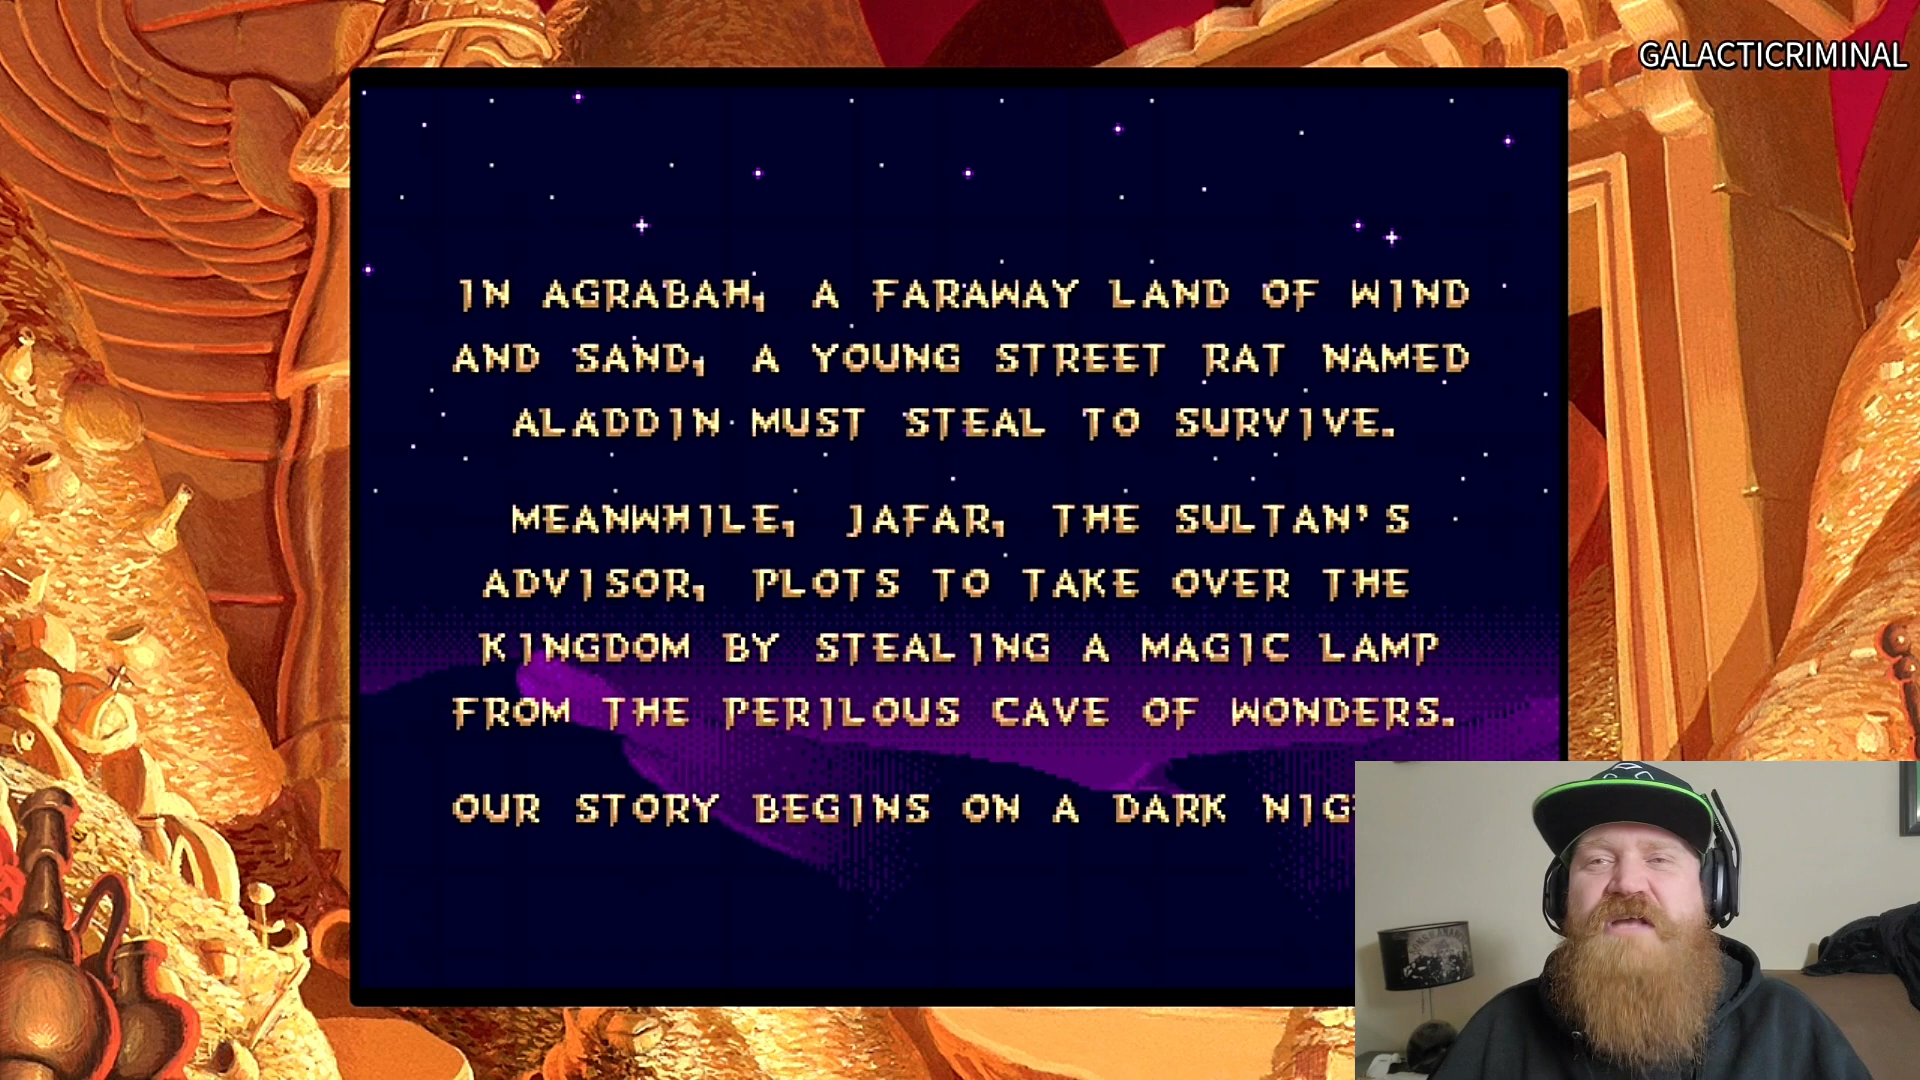 GALACTICRIMINAL
IN AGRABAH, A FARAWAY LAND OF WIND
AND SAND, A YOUNG STREET RAT NAMED
ALADDIN MUST STEAL TO SURVIVE.
MEANWHILE, JAFAR, THE SULTAN'S
ADVISOR, PLOTS TO TAKE OVER THE
KINGDOM BY STEALING A MAGIC LAMP
FROM THE PERILOUS CAVE OF WONDERS.
OUR STORY BEGINS ON A DARK